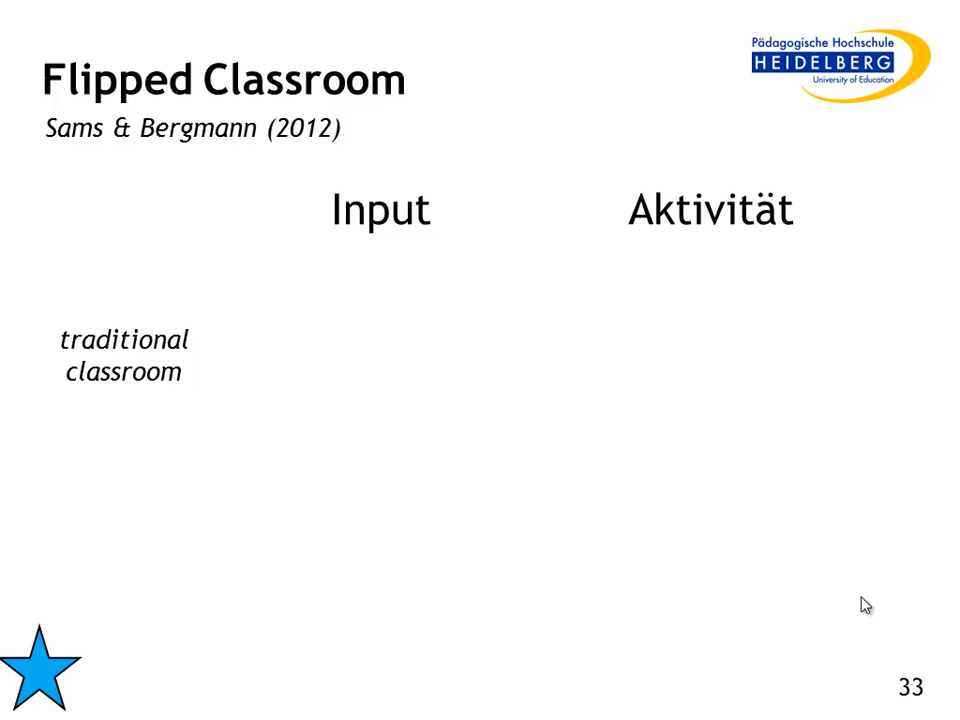 Pädagogische Hochschule
HEIDELBERG
University of Education
Flipped Classroom
Sams & Bergmann (2012)
Input Aktivität
traditional
classroom
33